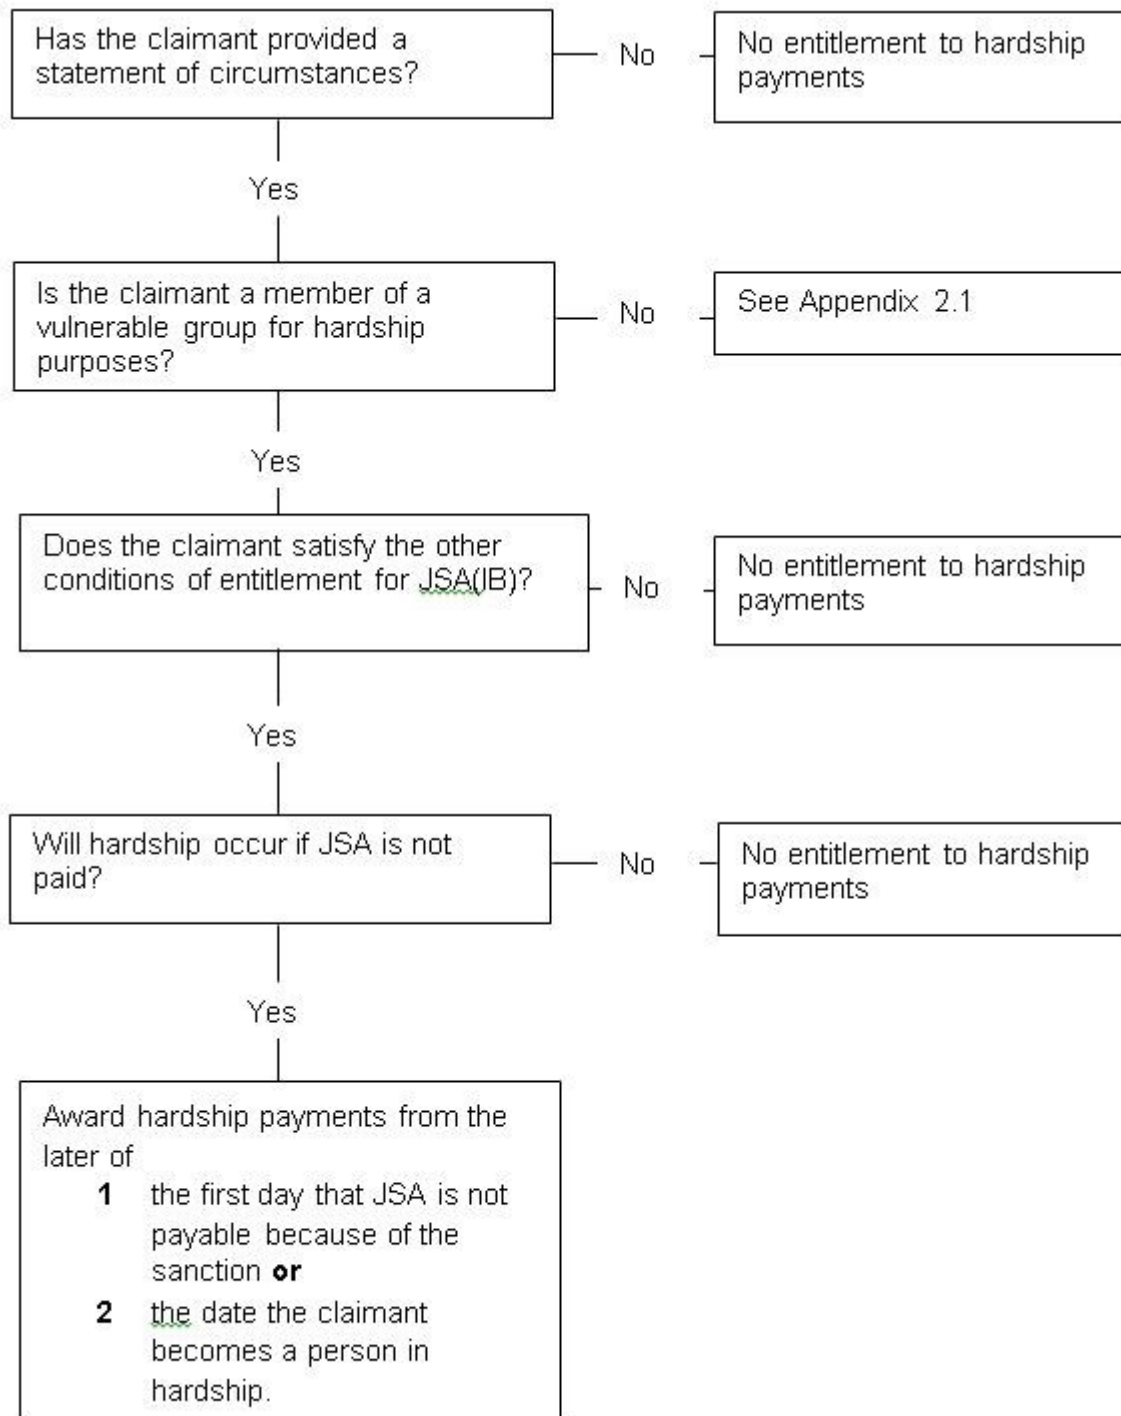 Has the claimant provided a
statement of circumstances?
No
No entitlement to hardship
payments
Yes
Is the claimant a member of a
vulnerable group for hardship
purposes?
No
See Appendix 2.1
Yes
Does the claimant satisfy the other
conditions of entitlement for JSA(IB)?
No
No entitlement to hardship
payments
Yes
Will hardship occur if JSA is not
paid?
No
No entitlement to hardship
payments
Yes
Award hardship payments from the
later of
1 the first day that JSA is not
payable because of the
sanction or
2 the date the claimant
becomes a person in
hardship.